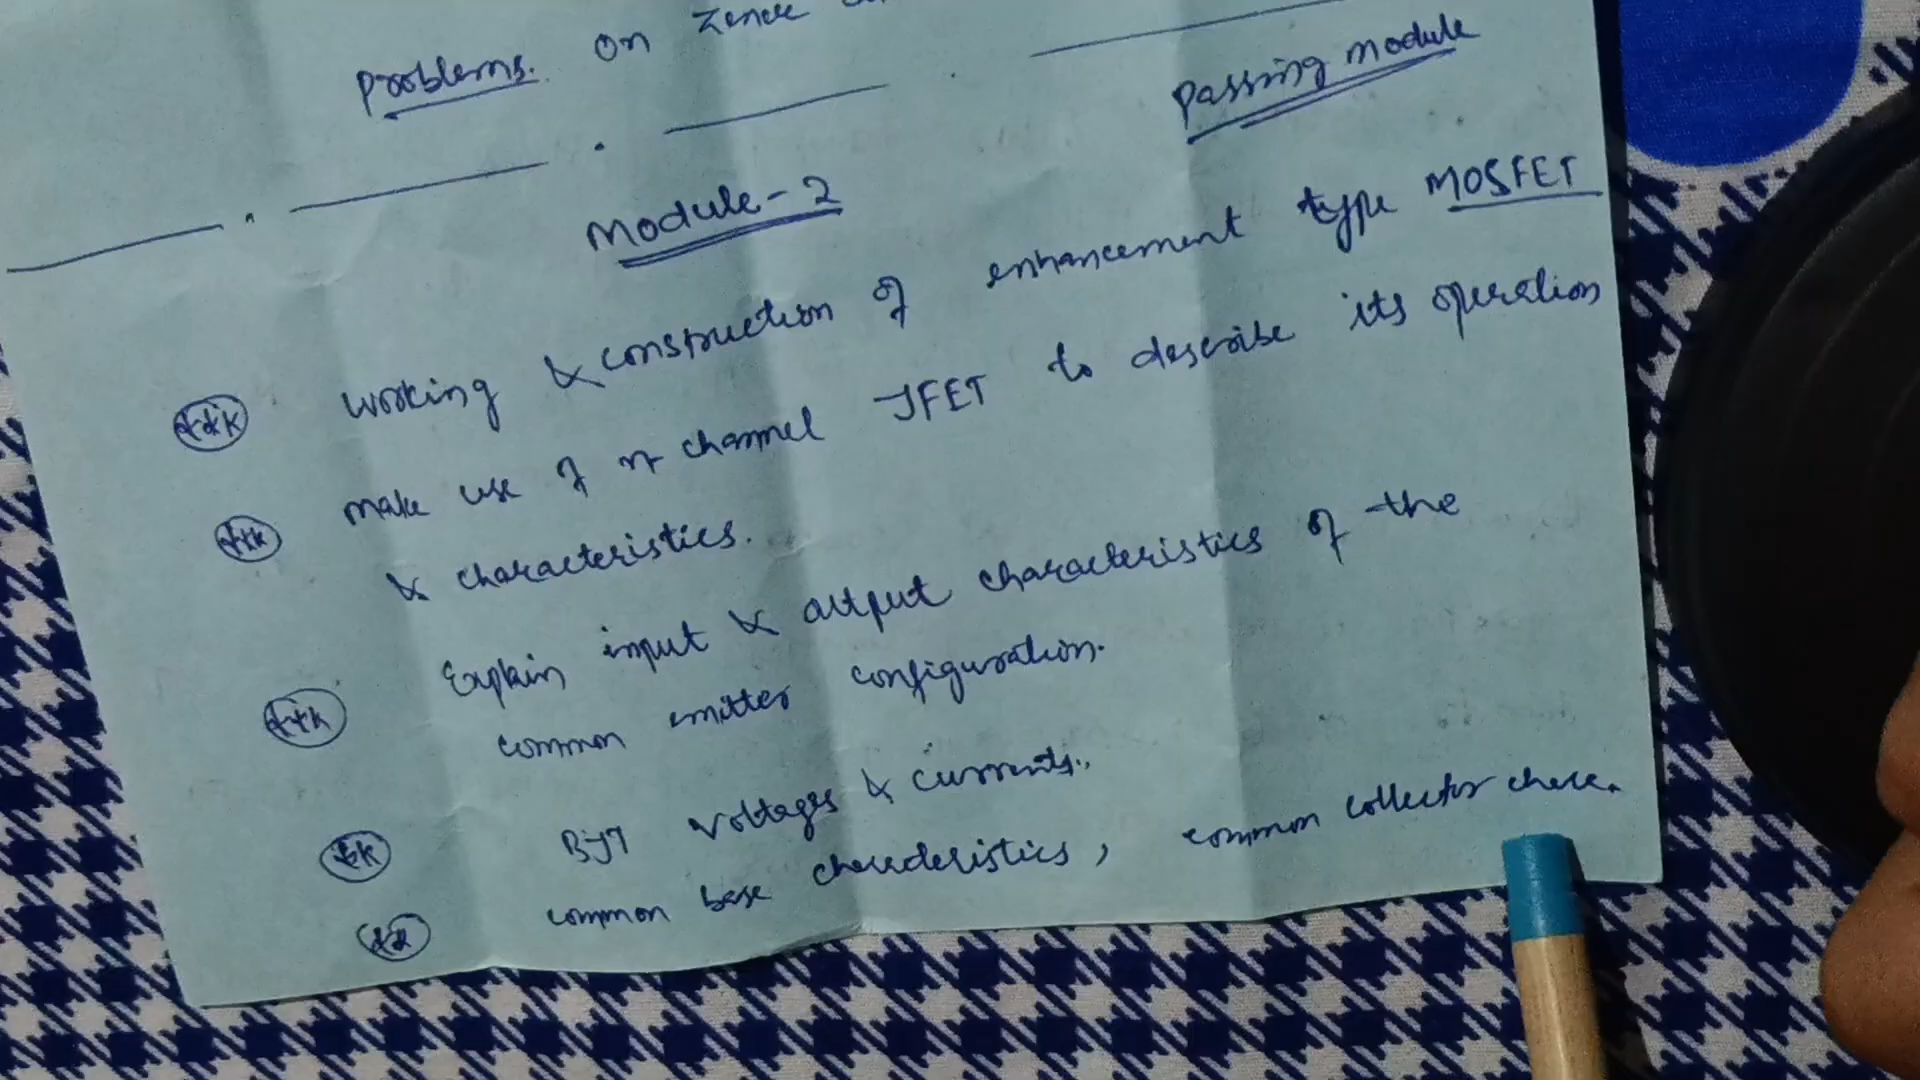 Problems. on Zener
Passing module
Module-2
*** working & construction of enhancement type MOSFET
*** make use of n channel JFET to describe its operation
& characteristics.
*** Explain input & output characteristics of the
common emitter configuration.
** BJT voltages & currents.
** common base characteristics, common collector charc.